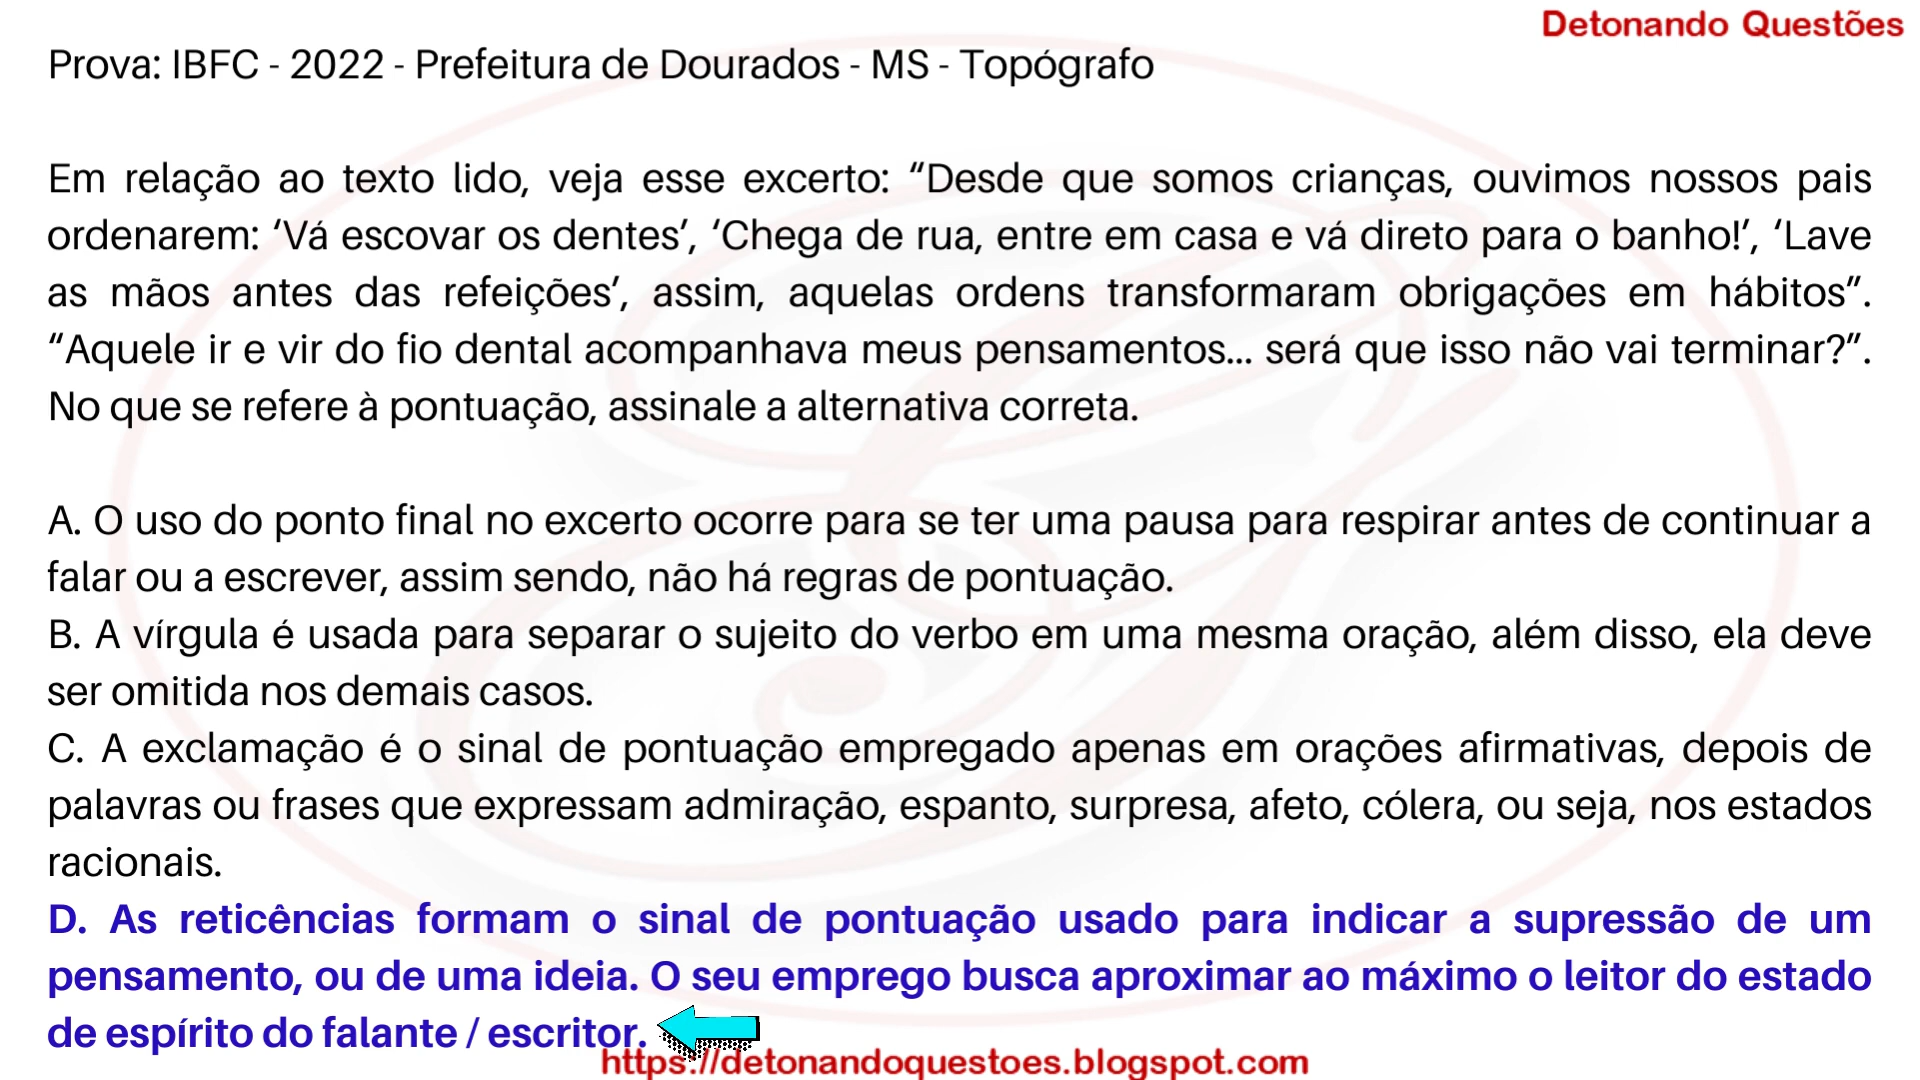 Detonando Questões
Prova: IBFC - 2022 - Prefeitura de Dourados - MS - Topógrafo
Em relação ao texto lido, veja esse excerto: “Desde que somos crianças, ouvimos nossos pais
ordenarem: ‘Vá escovar os dentes’, ‘Chega de rua, entre em casa e vá direto para o banho!’, ‘Lave
as mãos antes das refeições’, assim, aquelas ordens transformaram obrigações em hábitos”.
“Aquele ir e vir do fio dental acompanhava meus pensamentos... será que isso não vai terminar?”.
No que se refere à pontuação, assinale a alternativa correta.
A. O uso do ponto final no excerto ocorre para se ter uma pausa para respirar antes de continuar a
falar ou a escrever, assim sendo, não há regras de pontuação.
B. A vírgula é usada para separar o sujeito do verbo em uma mesma oração, além disso, ela deve
ser omitida nos demais casos.
C. A exclamação é o sinal de pontuação empregado apenas em orações afirmativas, depois de
palavras ou frases que expressam admiração, espanto, surpresa, afeto, cólera, ou seja, nos estados
racionais.
D. As reticências formam o sinal de pontuação usado para indicar a supressão de um
pensamento, ou de uma ideia. O seu emprego busca aproximar ao máximo o leitor do estado
de espírito do falante / escritor.
https://detonandoquestoes.blogspot.com